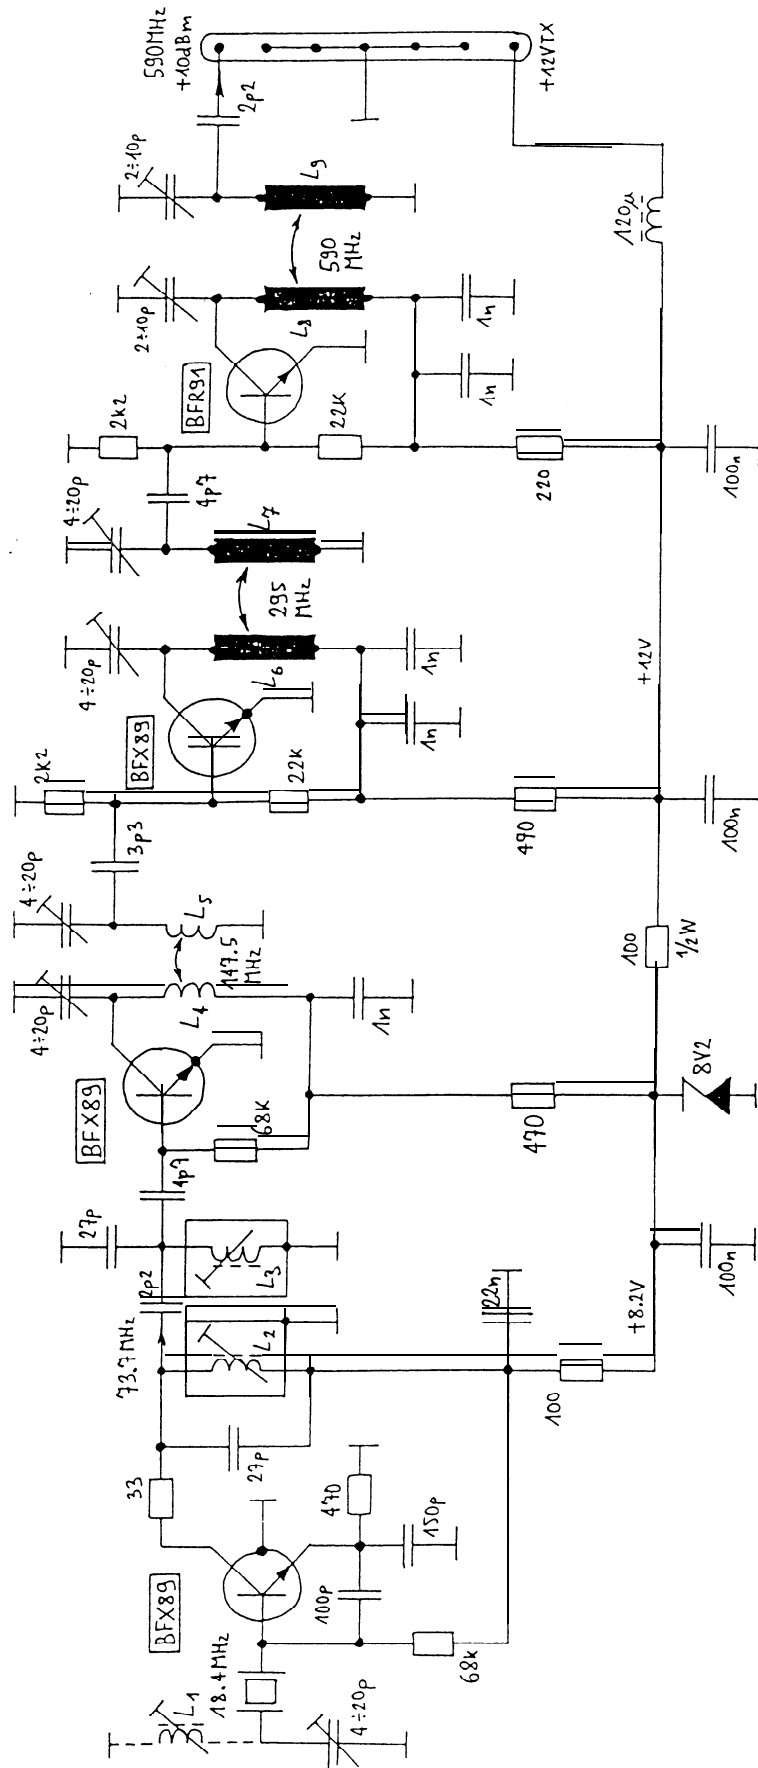 590MHz
+10dBm
+12VTX
2p2
2÷10p
L9
120µ
590
MHz
2÷10p
L8
1n
1n
BFR91
2k2
22K
220
100n
4p7
4÷20p
L7
295
MHz
4÷20p
L6
1n
1n
+12V
BFX89
2k2
22k
470
100n
3p3
4÷20p
L5
100
1/2W
147.5
MHz
4÷20p
L4
1n
BFX89
68K
470
8V2
4p7
27p
L3
100n
2p2
22n
+8.2V
73.7MHz
L2
100
27p
33
470
150p
BFX89
100p
68k
18.4MHz
L1
4÷20p